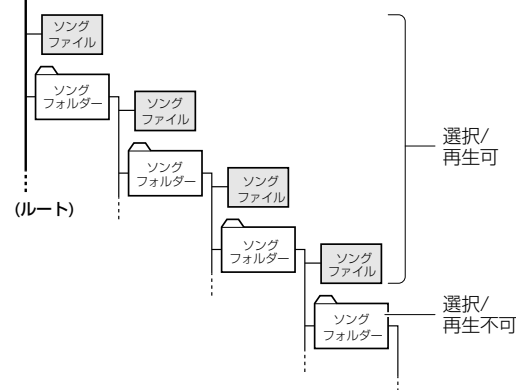 ソング
ファイル
ソング
フォルダー
ソング
ファイル
選択/
再生可
ソング
フォルダー
ソング
ファイル
(ルート)
ソング
フォルダー
ソング
ファイル
選択/
再生不可
ソング
フォルダー